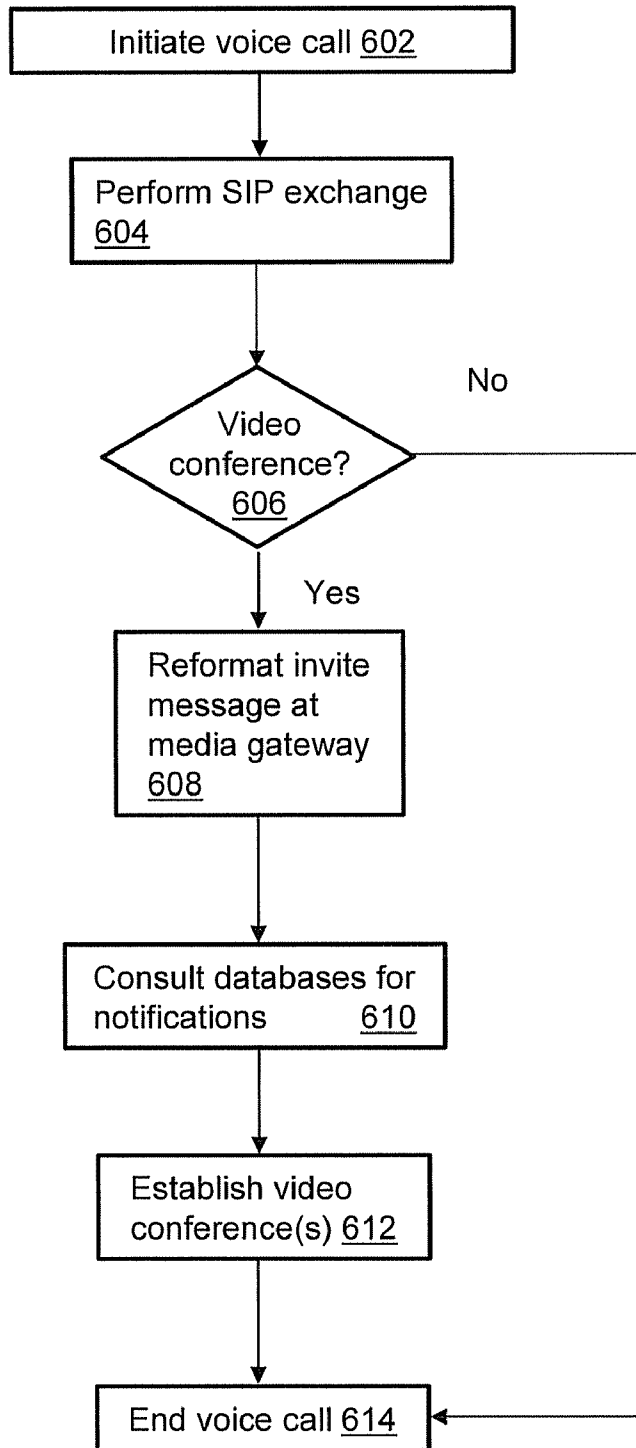 Initiate voice call 602
Perform SIP exchange
604
No
Video
conference?
606
Yes
Reformat invite
message at
media gateway
608
Consult databases for
notifications 610
Establish video
conference(s) 612
End voice call 614